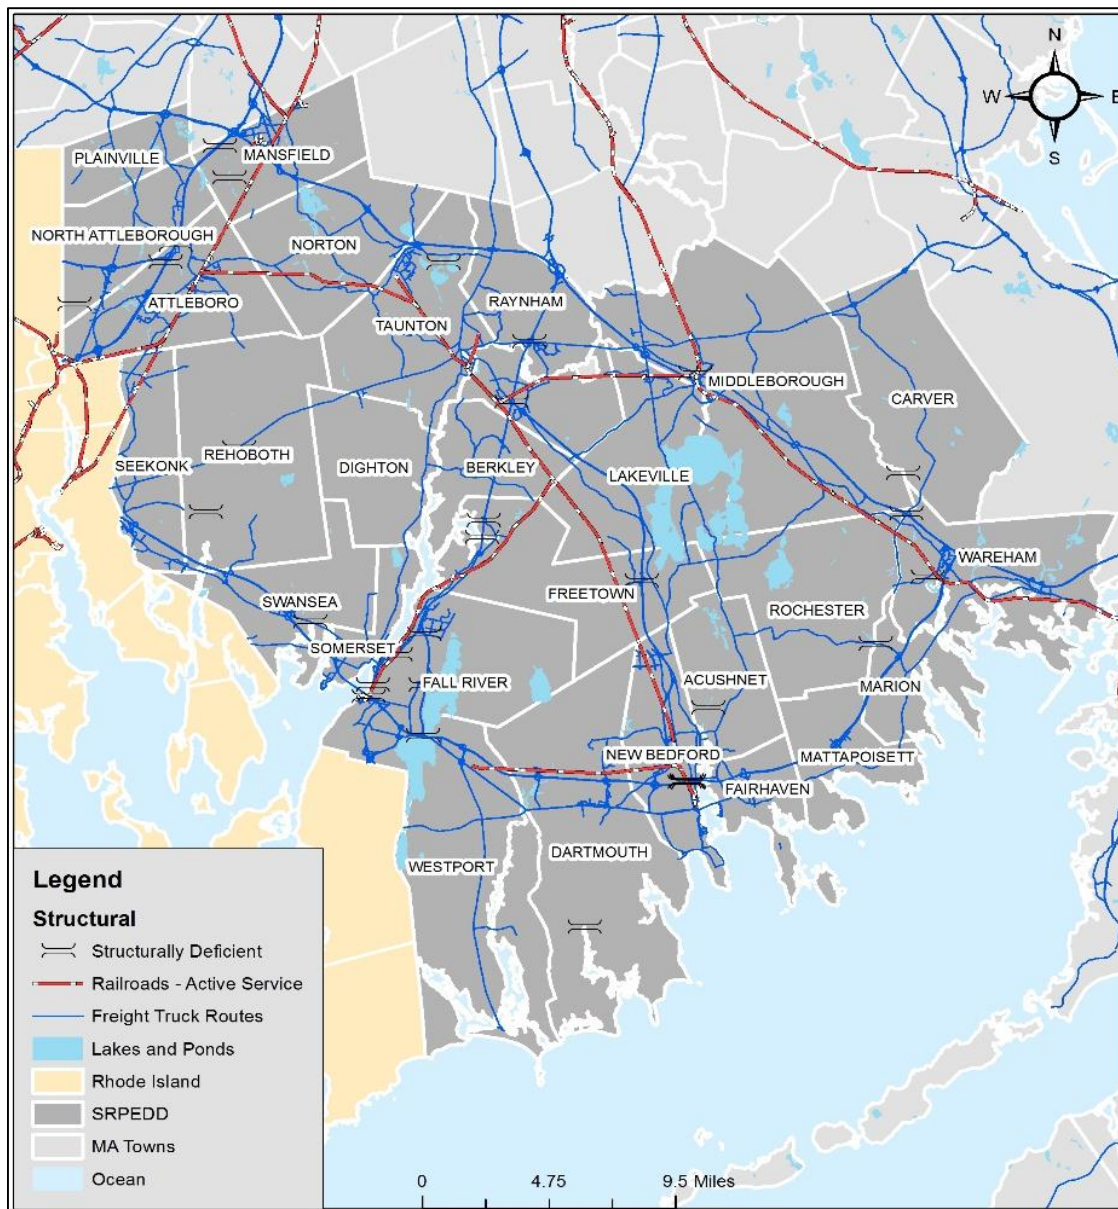 N
W
E
S
PLAINVILLE
MANSFIELD
NORTH ATTLEBOROUGH
NORTON
ATTLEBORO
RAYNHAM
TAUNTON
MIDDLEBOROUGH
CARVER
REHOBOTH
SEEKONK
DIGHTON
BERKLEY
LAKEVILLE
WAREHAM
SWANSEA
FREETOWN
ROCHESTER
SOMERSET
FALL RIVER
ACUSHNET
MARION
NEW BEDFORD
MATTAPOISETT
FAIRHAVEN
WESTPORT
DARTMOUTH
Legend
Structural
Structurally Deficient
Railroads - Active Service
Freight Truck Routes
Lakes and Ponds
Rhode Island
SRPEDD
MA Towns
Ocean
0 4.75 9.5 Miles